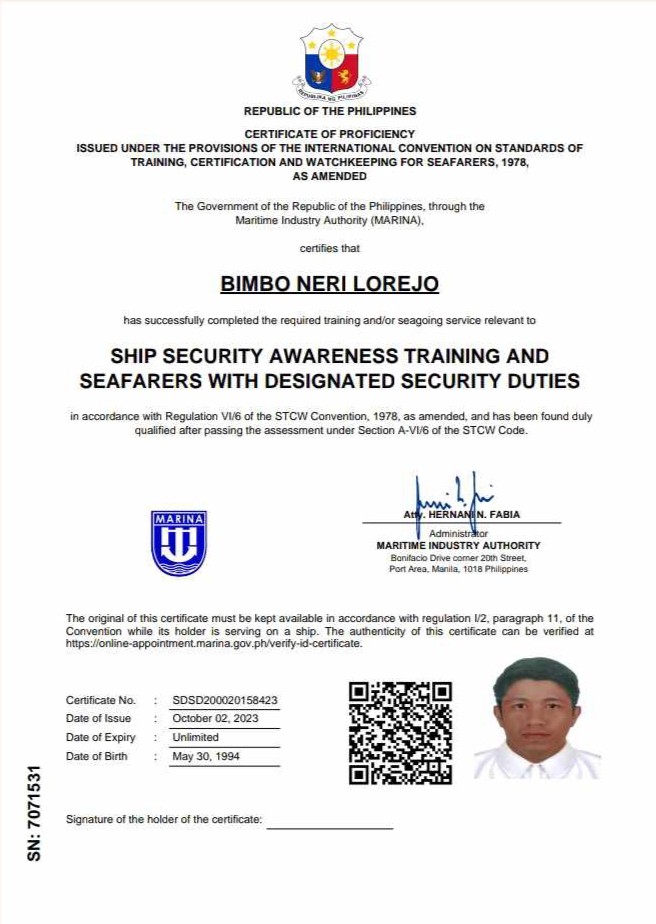 REPUBLIKA NG PILIPINAS
REPUBLIC OF THE PHILIPPINES
CERTIFICATE OF PROFICIENCY
ISSUED UNDER THE PROVISIONS OF THE INTERNATIONAL CONVENTION ON STANDARDS OF
TRAINING, CERTIFICATION AND WATCHKEEPING FOR SEAFARERS, 1978,
AS AMENDED
The Government of the Republic of the Philippines, through the
Maritime Industry Authority (MARINA),
certifies that
BIMBO NERI LOREJO
has successfully completed the required training and/or seagoing service relevant to
SHIP SECURITY AWARENESS TRAINING AND
SEAFARERS WITH DESIGNATED SECURITY DUTIES
in accordance with Regulation VI/6 of the STCW Convention, 1978, as amended, and has been found duly
qualified after passing the assessment under Section A-VI/6 of the STCW Code.
MARINA
Atty. HERNANI N. FABIA
Administrator
MARITIME INDUSTRY AUTHORITY
Bonifacio Drive corner 20th Street,
Port Area, Manila, 1018 Philippines
The original of this certificate must be kept available in accordance with regulation I/2, paragraph 11, of the
Convention while its holder is serving on a ship. The authenticity of this certificate can be verified at
https://online-appointment.marina.gov.ph/verify-id-certificate.
Certificate No. : SDSD200020158423
Date of Issue : October 02, 2023
Date of Expiry : Unlimited
Date of Birth : May 30, 1994
Signature of the holder of the certificate:
SN: 7071531